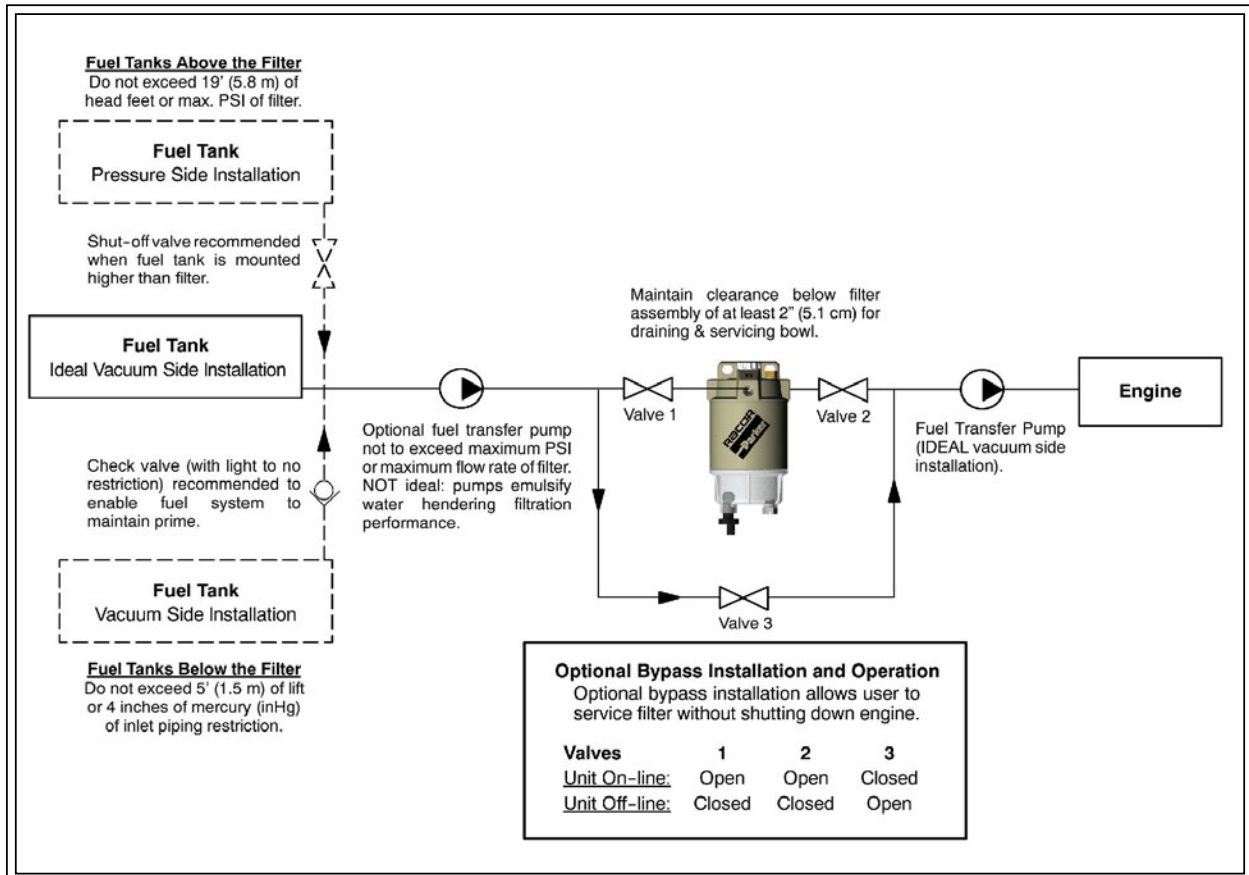 Fuel Tanks Above the Filter
Do not exceed 19' (5.8 m) of
head feet or max. PSI of filter.
Fuel Tank
Pressure Side Installation
Shut-off valve recommended
when fuel tank is mounted
higher than filter.
Fuel Tank
Ideal Vacuum Side Installation
Check valve (with light to no
restriction) recommended to
enable fuel system to
maintain prime.
Fuel Tank
Vacuum Side Installation
Fuel Tanks Below the Filter
Do not exceed 5' (1.5 m) of lift
or 4 inches of mercury (inHg)
of inlet piping restriction.
Optional fuel transfer pump
not to exceed maximum PSI
or maximum flow rate of filter.
NOT ideal: pumps emulsify
water hendering filtration
performance.
Maintain clearance below filter
assembly of at least 2" (5.1 cm) for
draining & servicing bowl.
Valve 1
RACOR
Parker
Valve 2
Valve 3
Fuel Transfer Pump
(IDEAL vacuum side
installation).
Engine
Optional Bypass Installation and Operation
Optional bypass installation allows user to
service filter without shutting down engine.
Valves 1 2 3
Unit On-line: Open Open Closed
Unit Off-line: Closed Closed Open